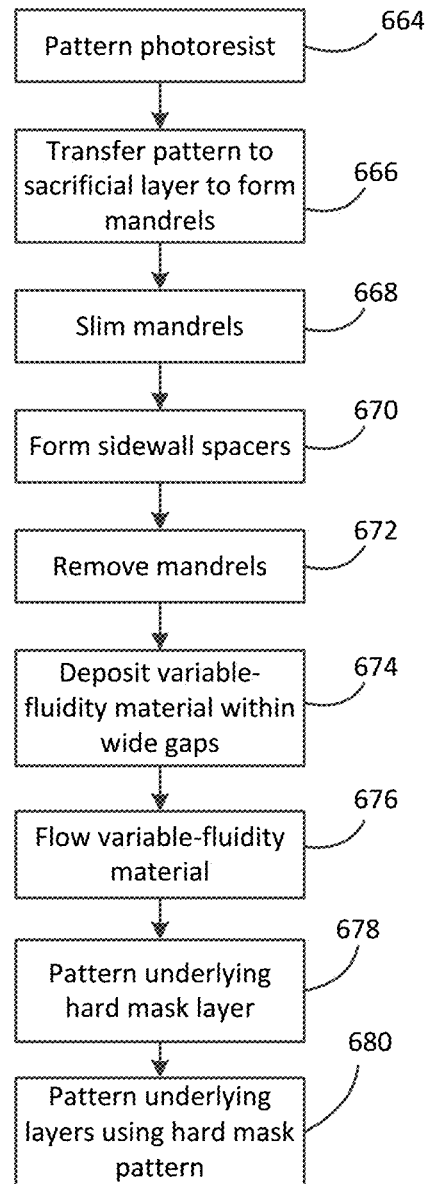 Pattern photoresist
664
Transfer pattern to
sacrificial layer to form
mandrels
666
Slim mandrels
668
Form sidewall spacers
670
Remove mandrels
672
Deposit variable-
fluidity material within
wide gaps
674
Flow variable-fluidity
material
676
Pattern underlying
hard mask layer
678
Pattern underlying
layers using hard mask
pattern
680